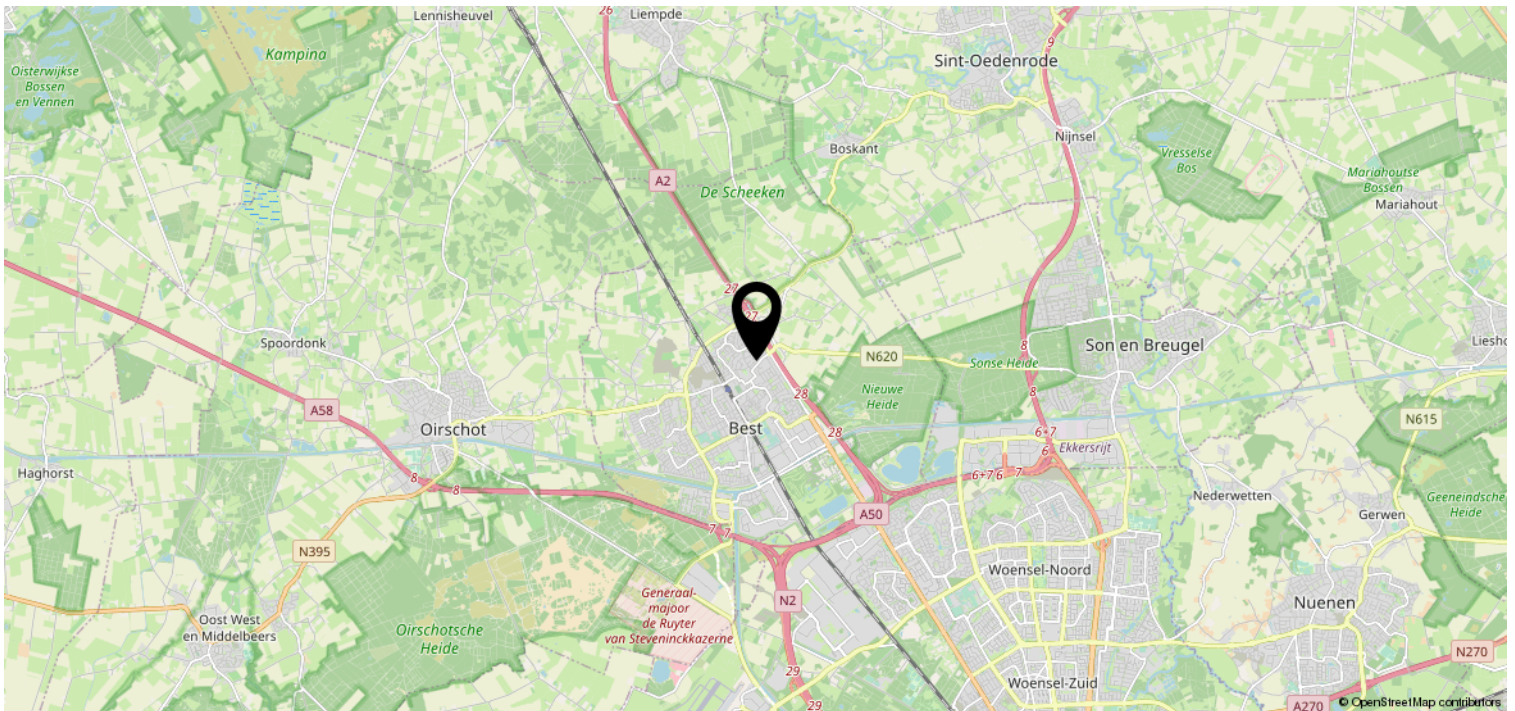 26
Lennisheuvel
Liempde
9
Kampina
Sint-Oedenrode
Oisterwijkse
Bossen
en Vennen
Nijnsel
Boskant
Vresselse
Bos
A2
De Scheeken
Mariahoutse
Bossen
Mariahout
27
27
Spoordonk
N620
Sonse Heide
8
Son en Breugel
Liesho
Nieuwe
Heide
28
8
A58
Oirschot
Best
28
6+7
6
Ekkersrijt
N615
Haghorst
8
8
6+7
6
7
Nederwetten
Geeneindsche
Heide
Gerwen
A50
7
7
N395
Woensel-Noord
Generaal-
majoor
de Ruyter
van Steveninckkazerne
N2
Nuenen
Oost West
en Middelbeers
Oirschotsche
Heide
N270
29
Woensel-Zuid
29
A270
© OpenStreetMap contributors